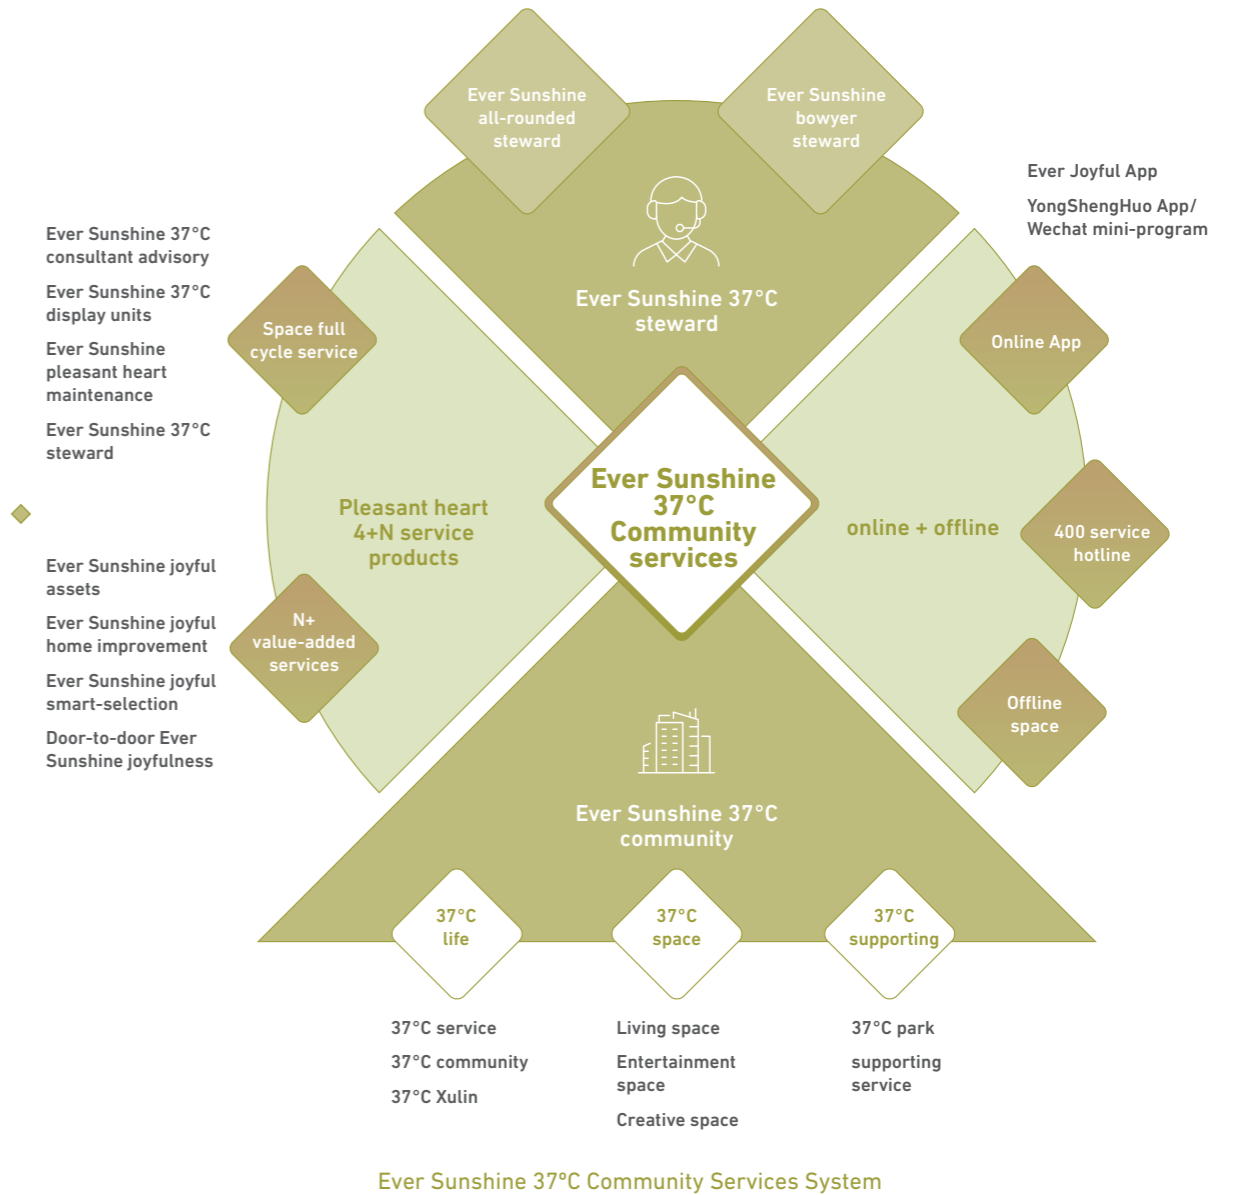 Ever Sunshine
all-rounded
steward
Ever Sunshine
bowyer
steward
Ever Sunshine 37°C
steward
Ever Joyful App
YongShengHuo App/
Wechat mini-program
Ever Sunshine 37°C
consultant advisory
Ever Sunshine 37°C
display units
Ever Sunshine
pleasant heart
maintenance
Ever Sunshine 37°C
steward
Space full
cycle service
Online App
Pleasant heart
4+N service
products
Ever Sunshine
37°C
Community
services
online + offline
400 service
hotline
Ever Sunshine joyful
assets
Ever Sunshine joyful
home improvement
Ever Sunshine joyful
smart-selection
Door-to-door Ever
Sunshine joyfulness
N+
value-added
services
Offline
space
Ever Sunshine 37°C
community
37°C
life
37°C
space
37°C
supporting
37°C service
37°C community
37°C Xulin
Living space
Entertainment
space
Creative space
37°C park
supporting
service
Ever Sunshine 37°C Community Services System